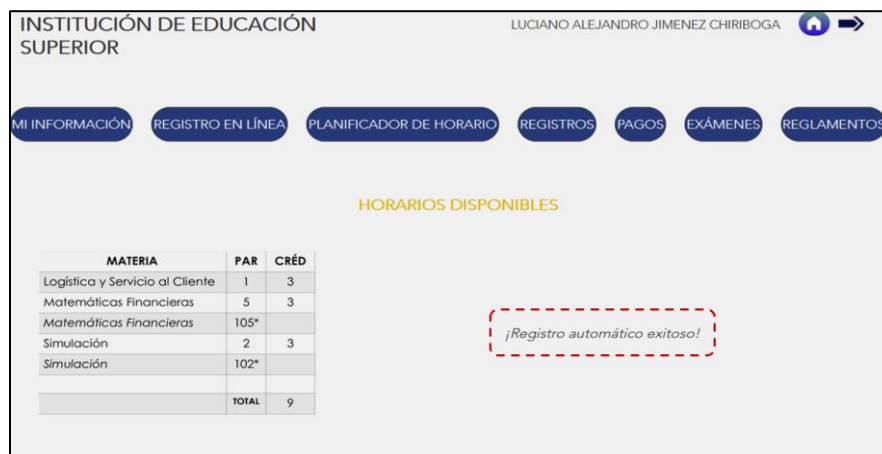 INSTITUCIÓN DE EDUCACIÓN
SUPERIOR
LUCIANO ALEJANDRO JIMENEZ CHIRIBOGA
MI INFORMACIÓN REGISTRO EN LÍNEA PLANIFICADOR DE HORARIO REGISTROS PAGOS EXÁMENES REGLAMENTOS
HORARIOS DISPONIBLES
MATERIA PAR CRÉD
Logística y Servicio al Cliente 1 3
Matemáticas Financieras 5 3
Matemáticas Financieras 105*
Simulación 2 3
Simulación 102*
TOTAL 9
¡Registro automático exitoso!